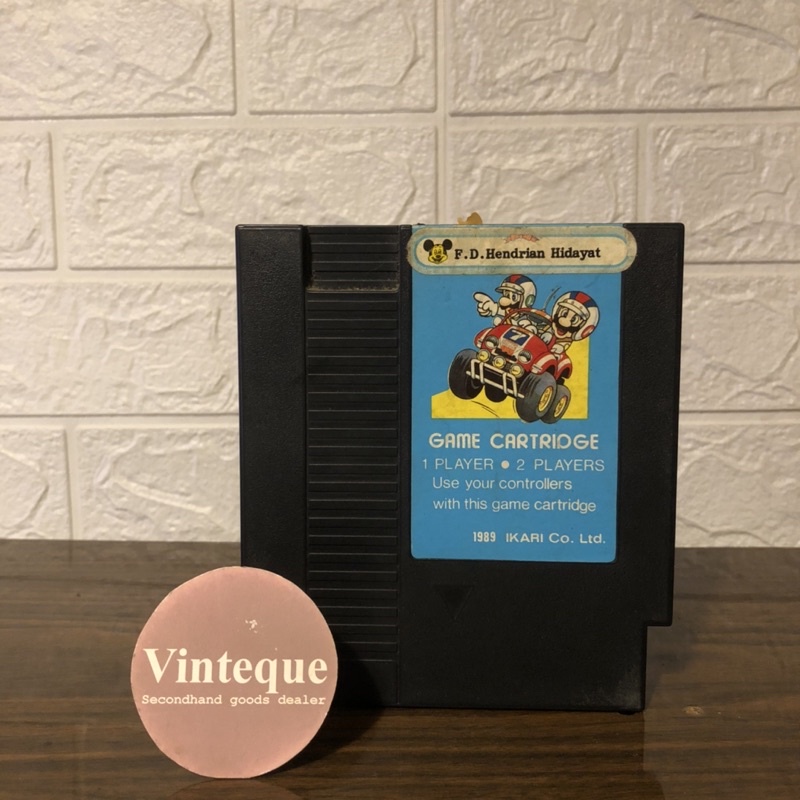 F.D.Hendrian Hidayat
7
GAME CARTRIDGE
1 PLAYER ● 2 PLAYERS
Use your controllers
with this game cartridge
1989 IKARI Co. Ltd.
Vinteque
Secondhand goods dealer